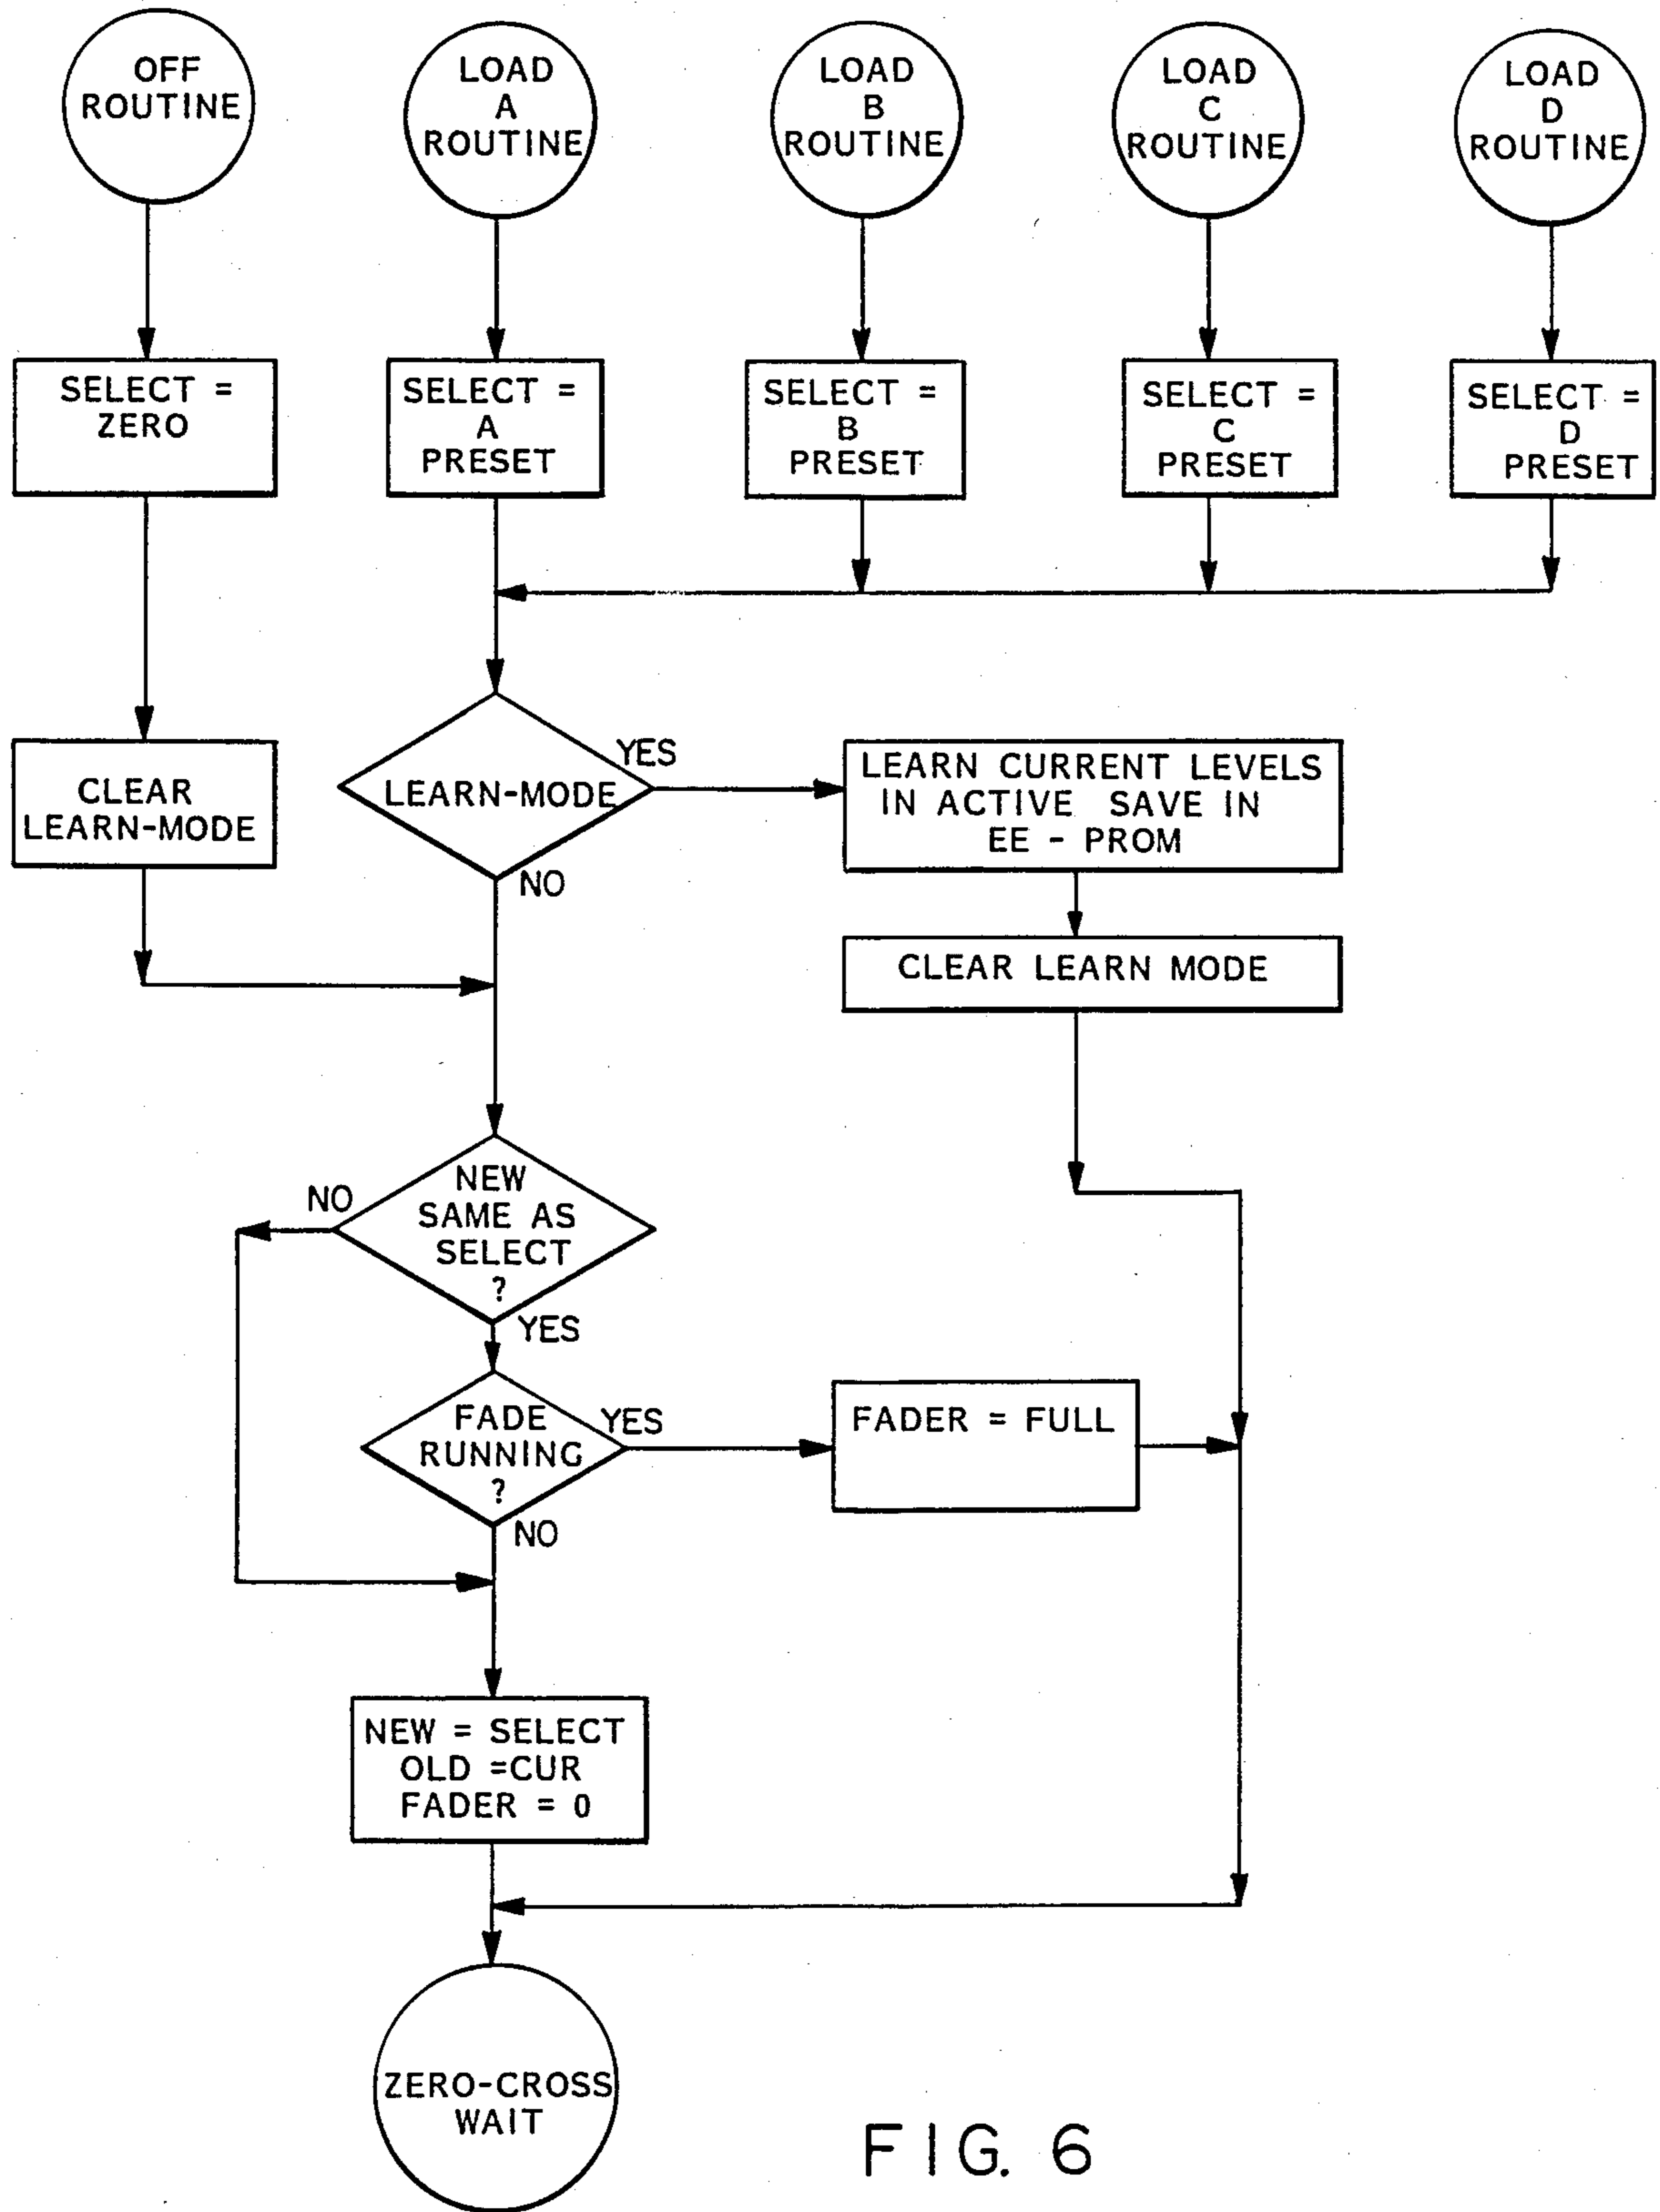 OFF
ROUTINE
LOAD
A
ROUTINE
LOAD
B
ROUTINE
LOAD
C
ROUTINE
LOAD
D
ROUTINE
SELECT =
ZERO
SELECT =
A
PRESET
SELECT =
B
PRESET
SELECT =
C
PRESET
SELECT =
D
PRESET
CLEAR
LEARN-MODE
LEARN-MODE
YES
NO
LEARN CURRENT LEVELS
IN ACTIVE SAVE IN
EE - PROM
CLEAR LEARN MODE
NEW
SAME AS
SELECT
?
NO
YES
FADE
RUNNING
?
YES
NO
FADER = FULL
NEW = SELECT
OLD =CUR
FADER = 0
ZERO-CROSS
WAIT
FIG. 6